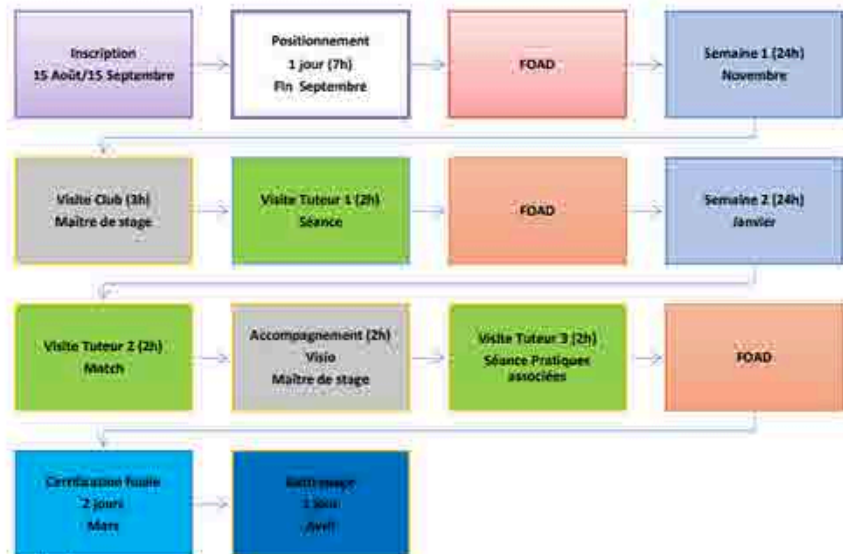 Inscription
15 Août/15 Septembre
Positionnement
1 jour (7h)
Fin Septembre
FOAD
Semaine 1 (24h)
Novembre
Visite Club (3h)
Maitre de stage
Visite Tuteur 1 (2h)
Séance
FOAD
Semaine 2 (24h)
Janvier
Visite Tuteur 2 (2h)
Match
Accompagnement (2h)
Visio
Maître de stage
Visite Tuteur 3 (2h)
Séance Pratiques
associées
FOAD
Certification finale
2 jours
Mars
Rattrapage
1 jour
Avril